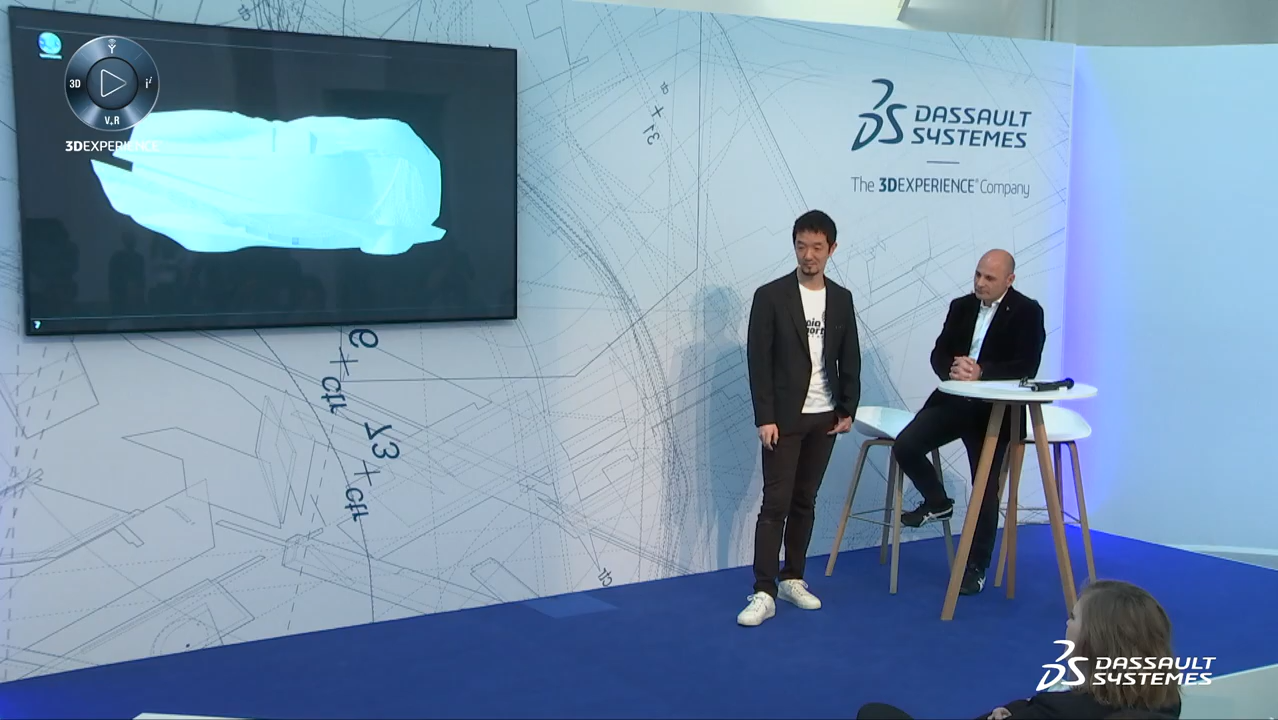 3D
V,R
3DEXPERIENCE
DASSAULT
SYSTEMES
The 3DEXPERIENCE® Company
DASSAULT
SYSTEMES